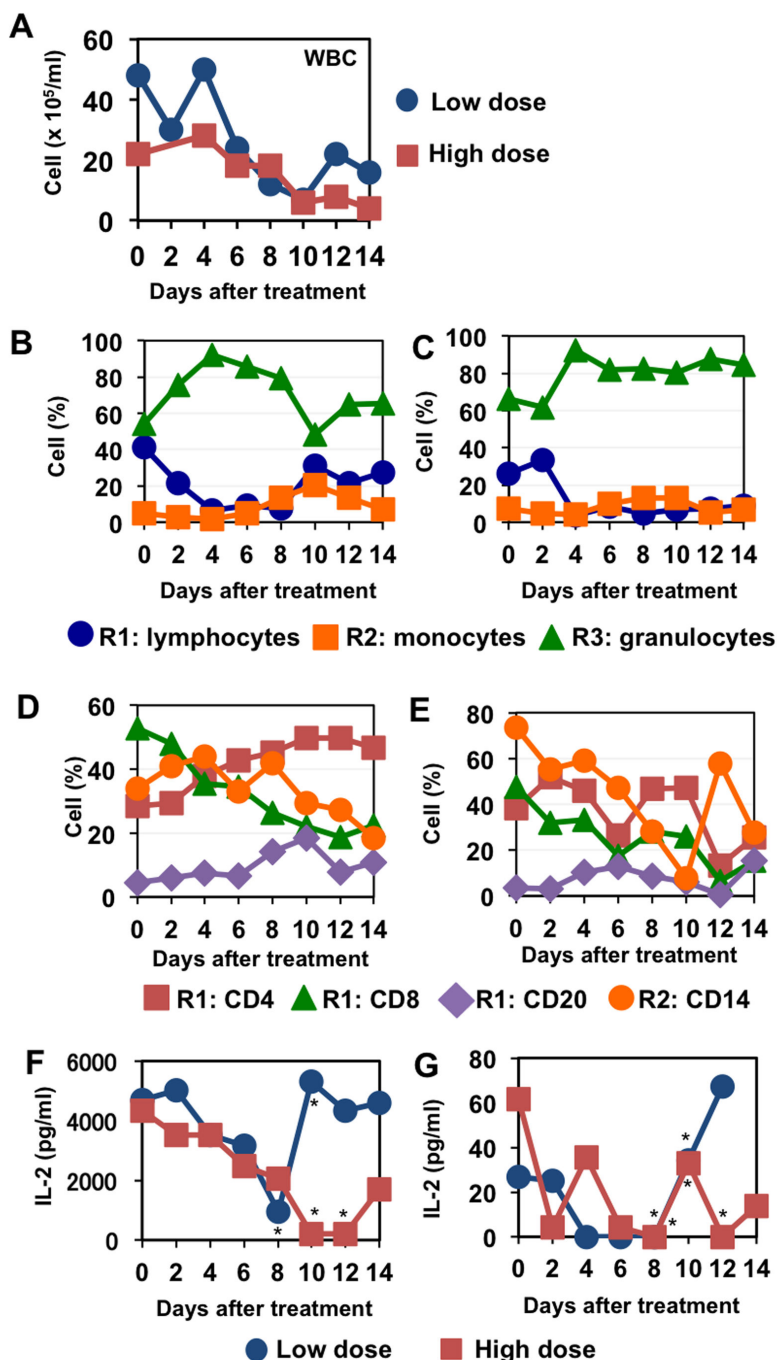 A
60
40
20
0
Cell (x 10⁵/ml)
WBC
Low dose
High dose
0 2 4 6 8 10 12 14
Days after treatment
B
100
80
60
40
20
0
Cell (%)
0 2 4 6 8 10 12 14
Days after treatment
C
100
80
60
40
20
0
Cell (%)
0 2 4 6 8 10 12 14
Days after treatment
R1: lymphocytes R2: monocytes R3: granulocytes
D
60
40
20
0
Cell (%)
0 2 4 6 8 10 12 14
Days after treatment
E
80
60
40
20
0
Cell (%)
0 2 4 6 8 10 12 14
Days after treatment
R1: CD4 R1: CD8 R1: CD20 R2: CD14
F
6000
4000
2000
0
IL-2 (pg/ml)
* * * *
0 2 4 6 8 10 12 14
Days after treatment
G
80
60
40
20
0
IL-2 (pg/ml)
* * * * *
0 2 4 6 8 10 12 14
Days after treatment
Low dose High dose